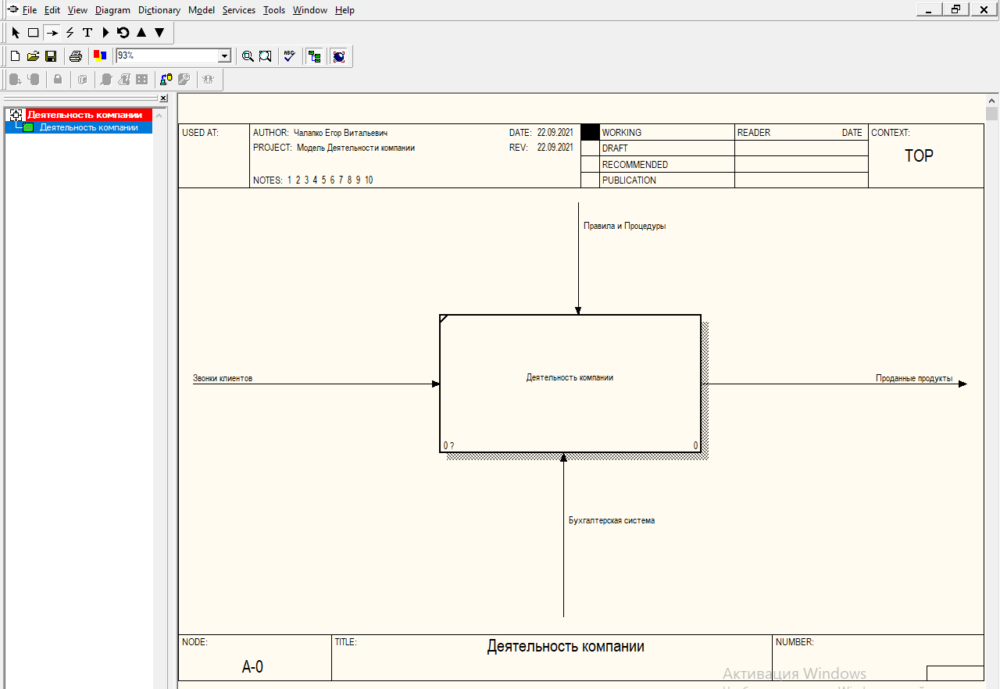 File Edit View Diagram Dictionary Model Services Tools Window Help
93%
ABC
Деятельность компании
Деятельность компании
USED AT:
AUTHOR: Чалапко Егор Витальевич
DATE: 22.09.2021
PROJECT: Модель Деятельности компании
REV: 22.09.2021
NOTES: 1 2 3 4 5 6 7 8 9 10
WORKING
DRAFT
RECOMMENDED
PUBLICATION
READER DATE
CONTEXT:
TOP
Правила и Процедуры
Звонки клиентов
Деятельность компании
Проданные продукты
0 ? 0
Бухгалтерская система
NODE:
A-0
TITLE:
Деятельность компании
NUMBER:
Активация Windows